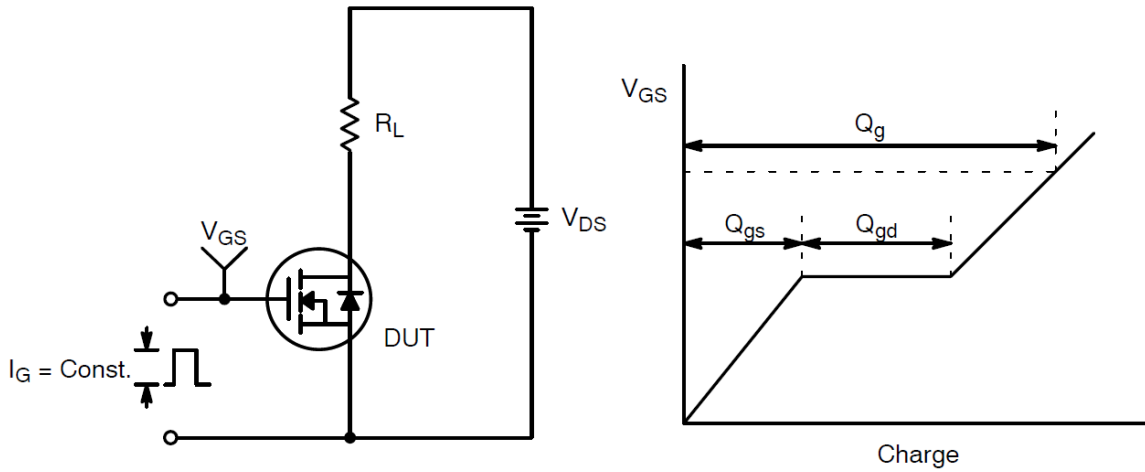 R_L
V_DS
V_GS
DUT
I_G = Const.
V_GS
Q_g
Q_gs
Q_gd
Charge